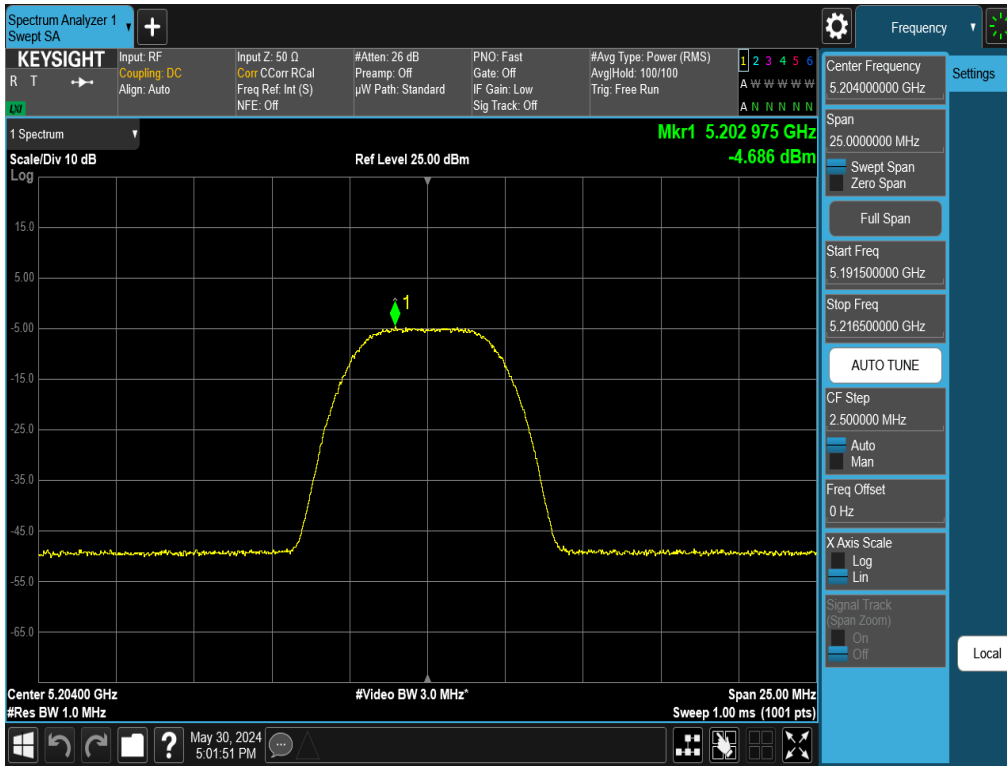 Spectrum Analyzer 1
Swept SA
Frequency
KEYSIGHT
R T
LXI
Input: RF
Coupling: DC
Align: Auto
Input Z: 50 Ω
Corr CCorr RCal
Freq Ref: Int (S)
NFE: Off
#Atten: 26 dB
Preamp: Off
µW Path: Standard
PNO: Fast
Gate: Off
IF Gain: Low
Sig Track: Off
#Avg Type: Power (RMS)
Avg|Hold: 100/100
Trig: Free Run
1 2 3 4 5 6
A W W W W W
A N N N N N
1 Spectrum
Mkr1 5.202 975 GHz
-4.686 dBm
Scale/Div 10 dB
Ref Level 25.00 dBm
Log
15.0
5.00
-5.00
-15.0
-25.0
-35.0
-45.0
-55.0
-65.0
1
Center 5.20400 GHz
#Video BW 3.0 MHz*
Span 25.00 MHz
#Res BW 1.0 MHz
Sweep 1.00 ms (1001 pts)
Center Frequency
5.204000000 GHz
Span
25.0000000 MHz
Swept Span
Zero Span
Full Span
Start Freq
5.191500000 GHz
Stop Freq
5.216500000 GHz
AUTO TUNE
CF Step
2.500000 MHz
Auto
Man
Freq Offset
0 Hz
X Axis Scale
Log
Lin
Signal Track
(Span Zoom)
On
Off
Settings
Local
May 30, 2024
5:01:51 PM